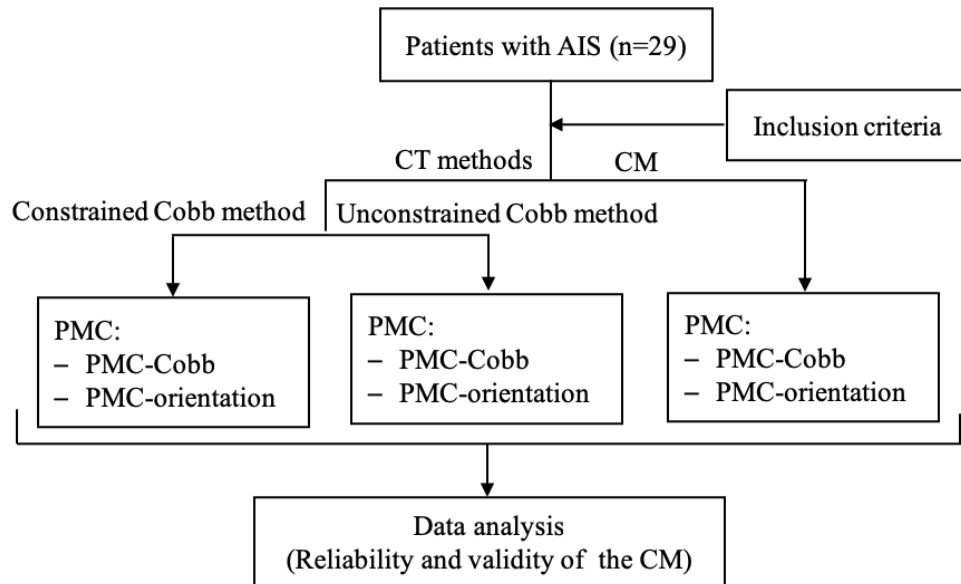 Patients with AIS (n=29)
Inclusion criteria
CT methods
CM
Constrained Cobb method
Unconstrained Cobb method
PMC:
– PMC-Cobb
– PMC-orientation
PMC:
– PMC-Cobb
– PMC-orientation
PMC:
– PMC-Cobb
– PMC-orientation
Data analysis
(Reliability and validity of the CM)